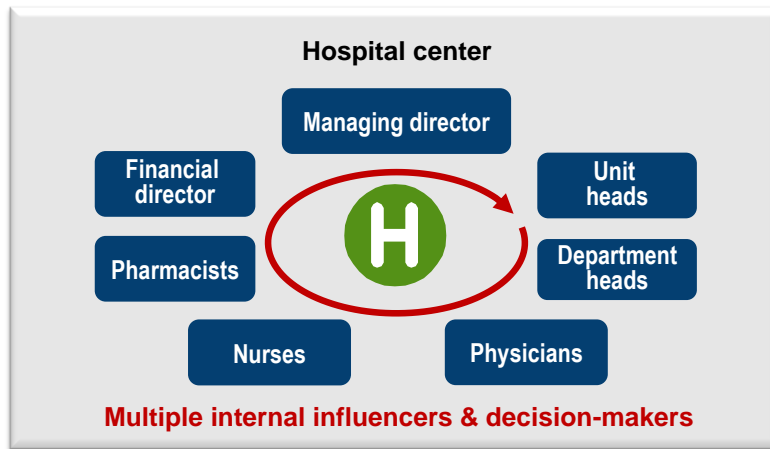 Hospital center
Managing director
Financial
director
Unit
heads
H
Pharmacists
Department
heads
Nurses
Physicians
Multiple internal influencers & decision-makers